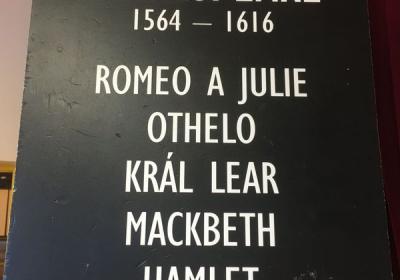 1564 – 1616
ROMEO A JULIE
OTHELO
KRÁL LEAR
MACKBETH
HAMLET